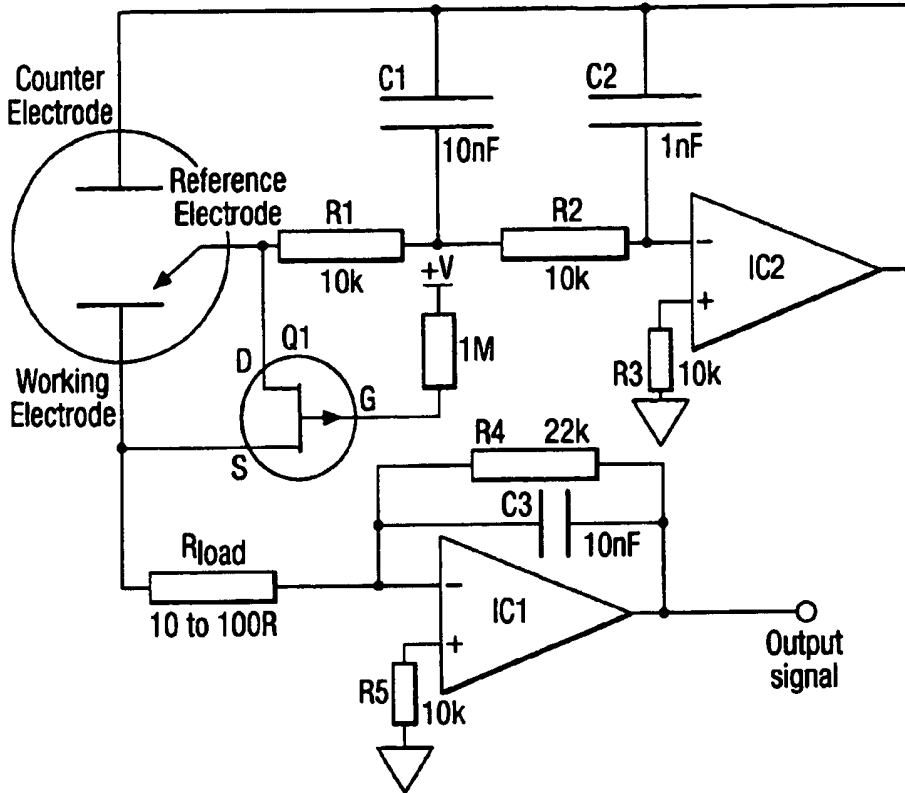 Counter
Electrode
C1
10nF
C2
1nF
Reference
Electrode
R1
10k
R2
10k
−
IC2
+
+V
1M
R3
10k
Working
Electrode
D
Q1
G
S
R4
22k
C3
10nF
Rload
10 to 100R
−
IC1
+
R5
10k
Output
signal